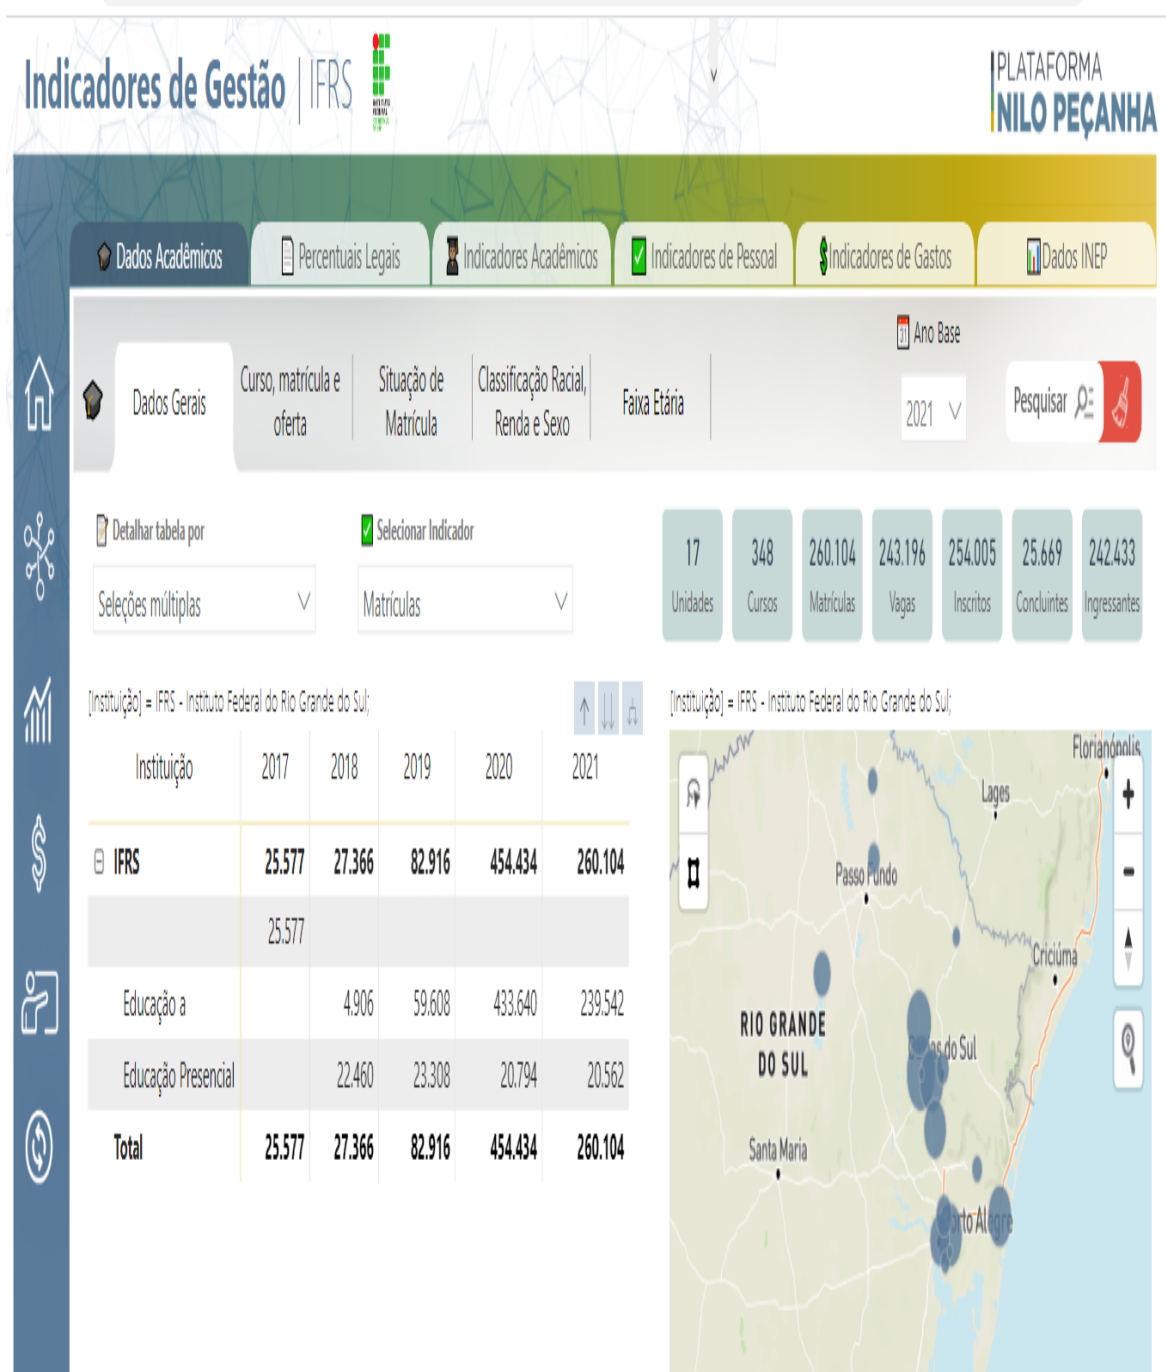 Indicadores de Gestão | IFRS
PLATAFORMA
NILO PEÇANHA
Dados Acadêmicos
Percentuais Legais
Indicadores Acadêmicos
Indicadores de Pessoal
Indicadores de Gastos
Dados INEP
Ano Base
Dados Gerais
Curso, matrícula e
oferta
Situação de
Matrícula
Classificação Racial,
Renda e Sexo
Faixa Etária
2021
Pesquisar
Detalhar tabela por
Selecionar Indicador
Seleções múltiplas
Matrículas
17
Unidades
348
Cursos
260.104
Matrículas
243.196
Vagas
254.005
Inscritos
25.669
Concluintes
242.433
Ingressantes
[Instituição] = IFRS - Instituto Federal do Rio Grande do Sul;
Instituição 2017 2018 2019 2020 2021
IFRS 25.577 27.366 82.916 454.434 260.104
25.577
Educação a 4.906 59.608 433.640 239.542
Educação Presencial 22.460 23.308 20.794 20.562
Total 25.577 27.366 82.916 454.434 260.104
[Instituição] = IFRS - Instituto Federal do Rio Grande do Sul;
Florianópolis
Lages
Passo Fundo
Criciúma
RIO GRANDE
DO SUL
do Sul
Santa Maria
Porto Alegre